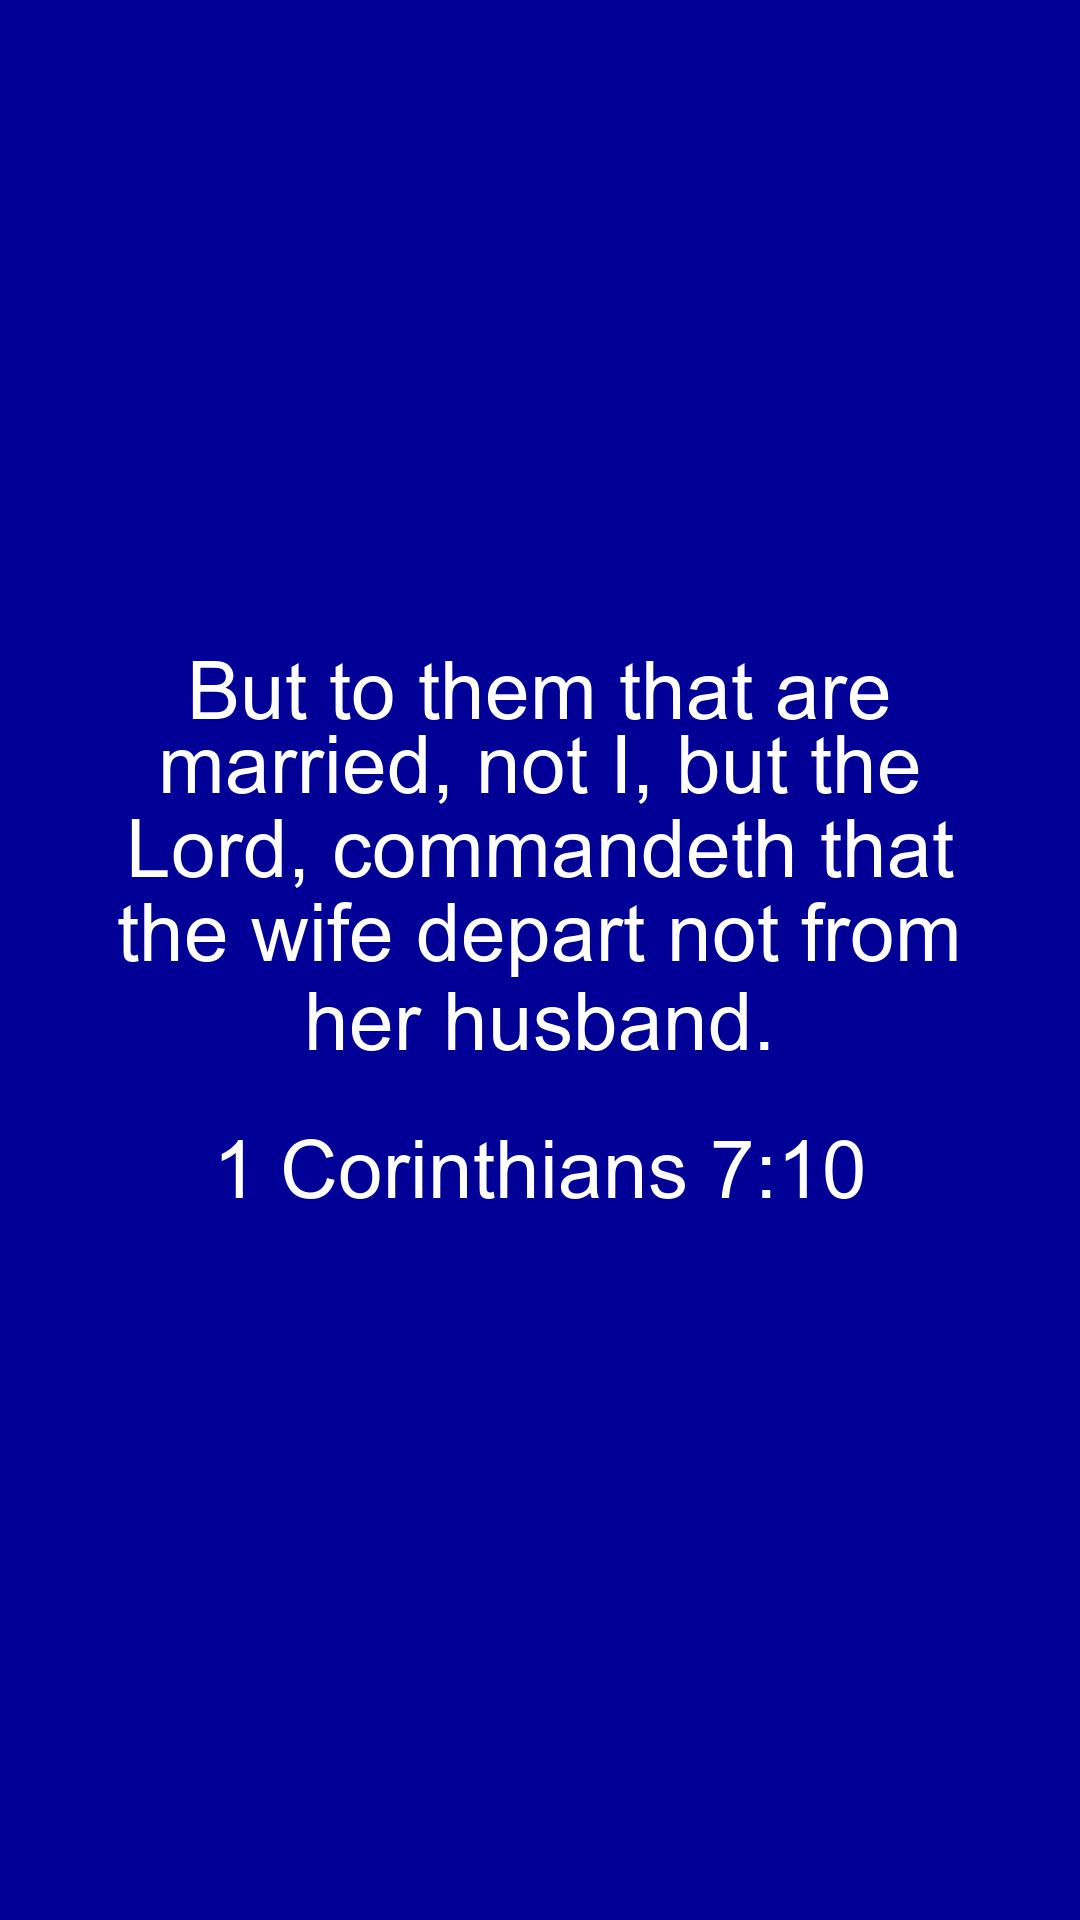 But to them that are
married, not I, but the
Lord, commandeth that
the wife depart not from
her husband.
1 Corinthians 7:10